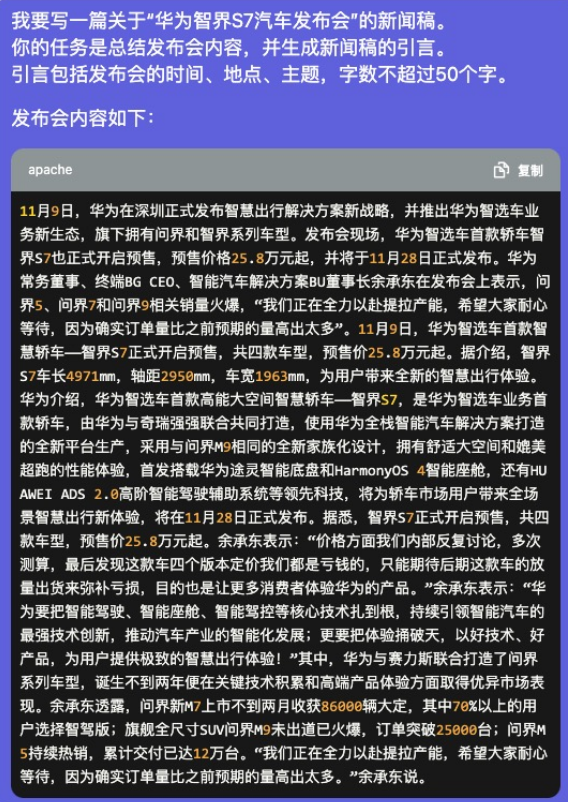 我要写一篇关于“华为智界S7汽车发布会”的新闻稿。
你的任务是总结发布会内容，并生成新闻稿的引言。
引言包括发布会的时间、地点、主题，字数不超过50个字。
发布会内容如下：
apache
复制
11月9日，华为在深圳正式发布智慧出行解决方案新战略，并推出华为智选车业
务新生态，旗下拥有问界和智界系列车型。发布会现场，华为智选车首款轿车智
界S7也正式开启预售，预售价格25.8万元起，并将于11月28日正式发布。华为
常务董事、终端BG CEO、智能汽车解决方案BU董事长余承东在发布会上表示，问
界5、问界7和问界9相关销量火爆，“我们正在全力以赴提拉产能，希望大家耐心
等待，因为确实订单量比之前预期的量高出太多”。11月9日，华为智选车首款智
慧轿车——智界S7正式开启预售，共四款车型，预售价25.8万元起。据介绍，智界
S7车长4971mm，轴距2950mm，车宽1963mm，为用户带来全新的智慧出行体验。
华为介绍，华为智选车首款高能大空间智慧轿车——智界S7，是华为智选车业务首
款轿车，由华为与奇瑞强强联合共同打造，使用华为全栈智能汽车解决方案打造
的全新平台生产，采用与问界M9相同的全新家族化设计，拥有舒适大空间和媲美
超跑的性能体验，首发搭载华为途灵智能底盘和HarmonyOS 4智能座舱，还有HU
AWEI ADS 2.0高阶智能驾驶辅助系统等领先科技，将为轿车市场用户带来全场
景智慧出行新体验，将在11月28日正式发布。据悉，智界S7正式开启预售，共四
款车型，预售价25.8万元起。余承东表示：“价格方面我们内部反复讨论，多次
测算，最后发现这款车四个版本定价我们都是亏钱的，只能期待后期这款车的放
量出货来弥补亏损，目的也是让更多消费者体验华为的产品。”余承东表示：“华
为要把智能驾驶、智能座舱、智能驾控等核心技术扎到根，持续引领智能汽车的
最强技术创新，推动汽车产业的智能化发展；更要把体验捅破天，以好技术、好
产品，为用户提供极致的智慧出行体验！”其中，华为与赛力斯联合打造了问界
系列车型，诞生不到两年便在关键技术积累和高端产品体验方面取得优异市场表
现。余承东透露，问界新M7上市不到两月收获86000辆大定，其中70%以上的用
户选择智驾版；旗舰全尺寸SUV问界M9未出道已火爆，订单突破25000台；问界M
5持续热销，累计交付已达12万台。“我们正在全力以赴提拉产能，希望大家耐心
等待，因为确实订单量比之前预期的量高出太多。”余承东说。